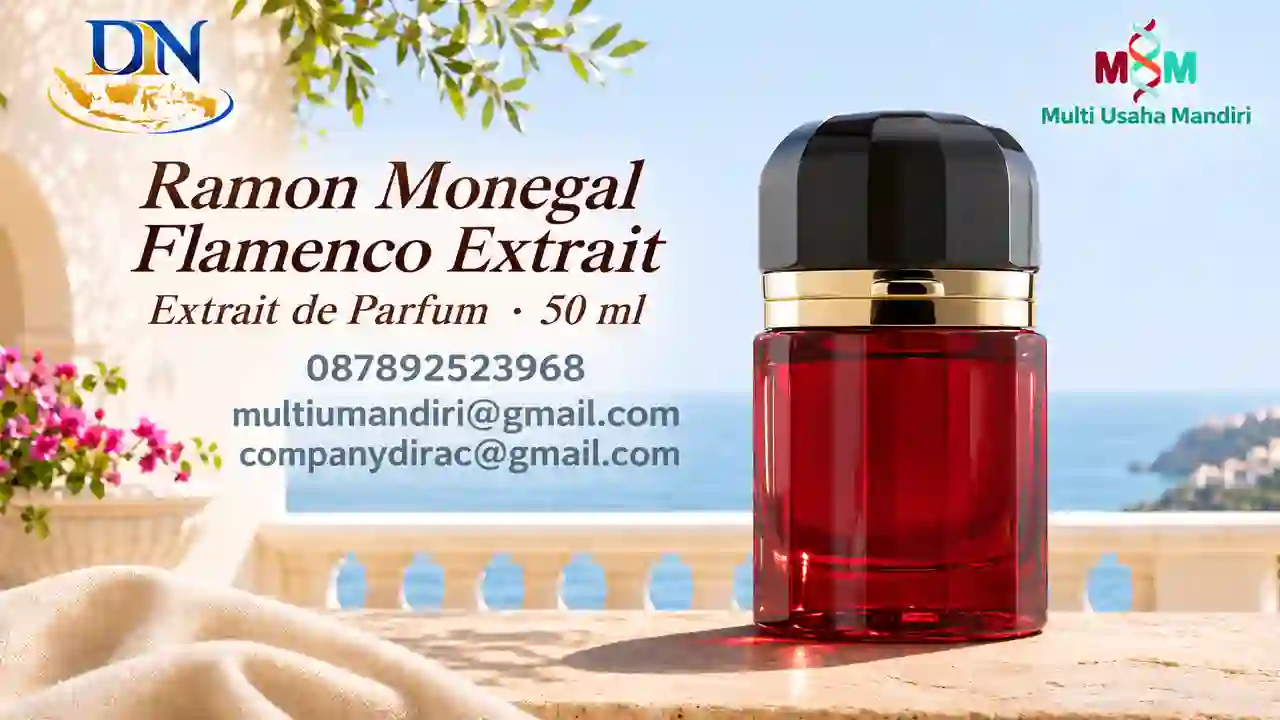 DN
MSM
Multi Usaha Mandiri
Ramon Monegal
Flamenco Extrait
Extrait de Parfum · 50 ml
087892523968
multiumandiri@gmail.com
companydirac@gmail.com